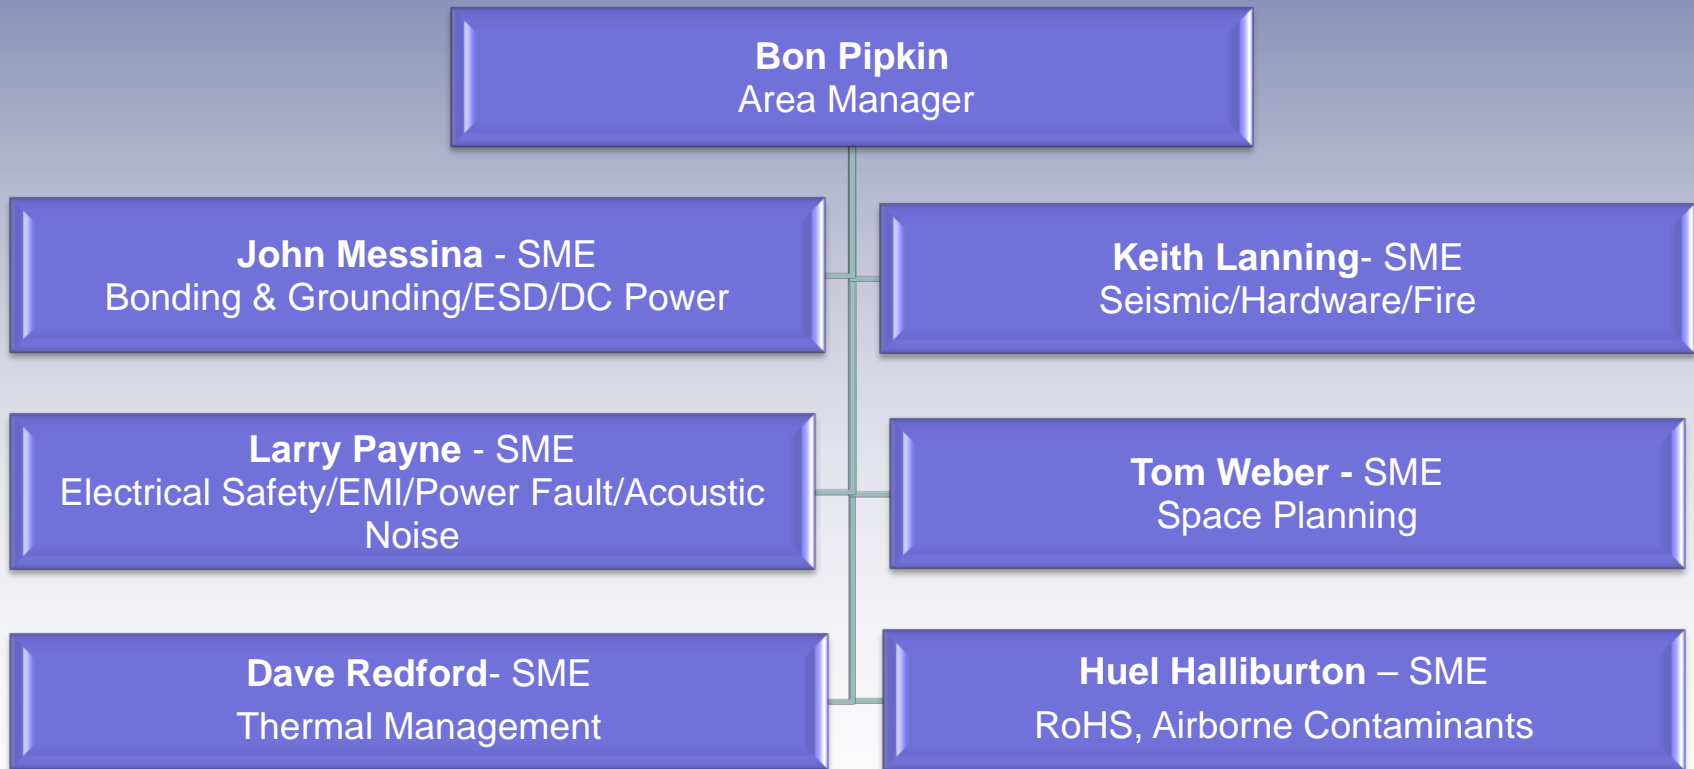 Bon Pipkin
Area Manager
John Messina - SME
Bonding & Grounding/ESD/DC Power
Keith Lanning- SME
Seismic/Hardware/Fire
Larry Payne - SME
Electrical Safety/EMI/Power Fault/Acoustic
Noise
Tom Weber - SME
Space Planning
Dave Redford- SME
Thermal Management
Huel Halliburton – SME
RoHS, Airborne Contaminants